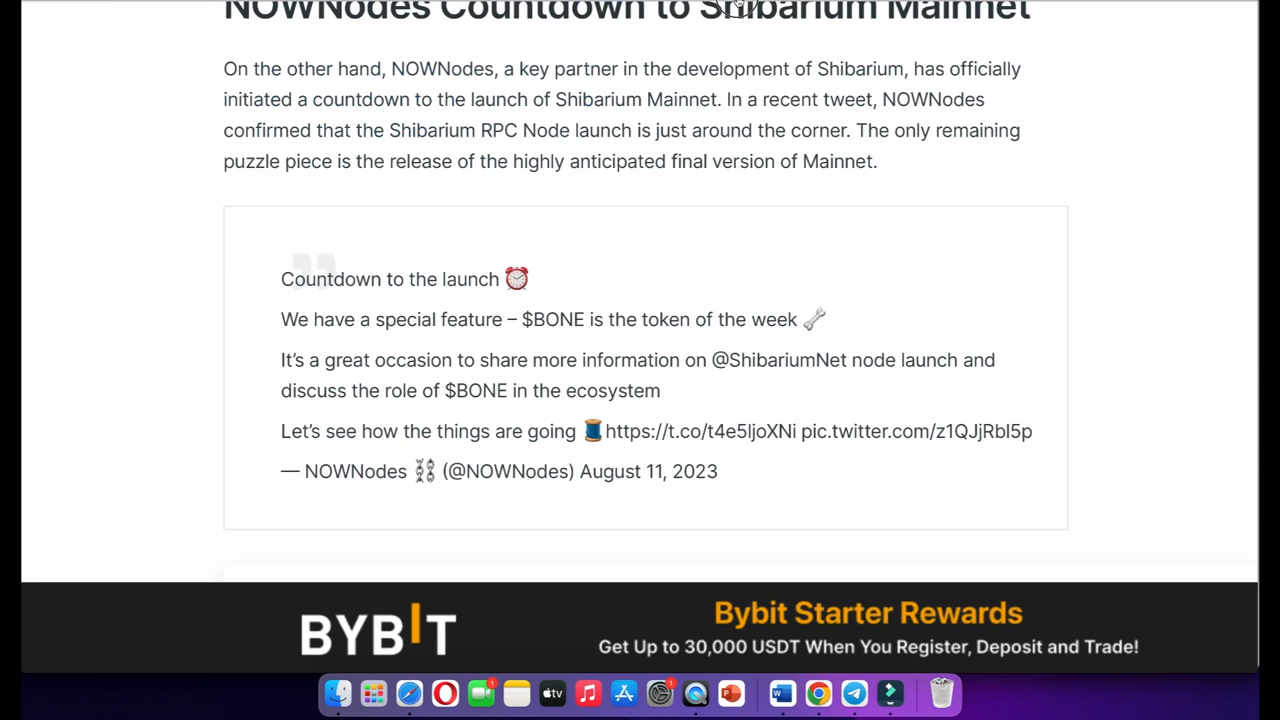 NOWNodes Countdown to Shibarium Mainnet
On the other hand, NOWNodes, a key partner in the development of Shibarium, has officially
initiated a countdown to the launch of Shibarium Mainnet. In a recent tweet, NOWNodes
confirmed that the Shibarium RPC Node launch is just around the corner. The only remaining
puzzle piece is the release of the highly anticipated final version of Mainnet.
Countdown to the launch ⏰
We have a special feature – $BONE is the token of the week 🦴
It's a great occasion to share more information on @ShibariumNet node launch and
discuss the role of $BONE in the ecosystem
Let's see how the things are going 🧵https://t.co/t4e5ljoXNi pic.twitter.com/z1QJjRbl5p
— NOWNodes ⛓ (@NOWNodes) August 11, 2023
BYBIT
Bybit Starter Rewards
Get Up to 30,000 USDT When You Register, Deposit and Trade!
1
tv
1